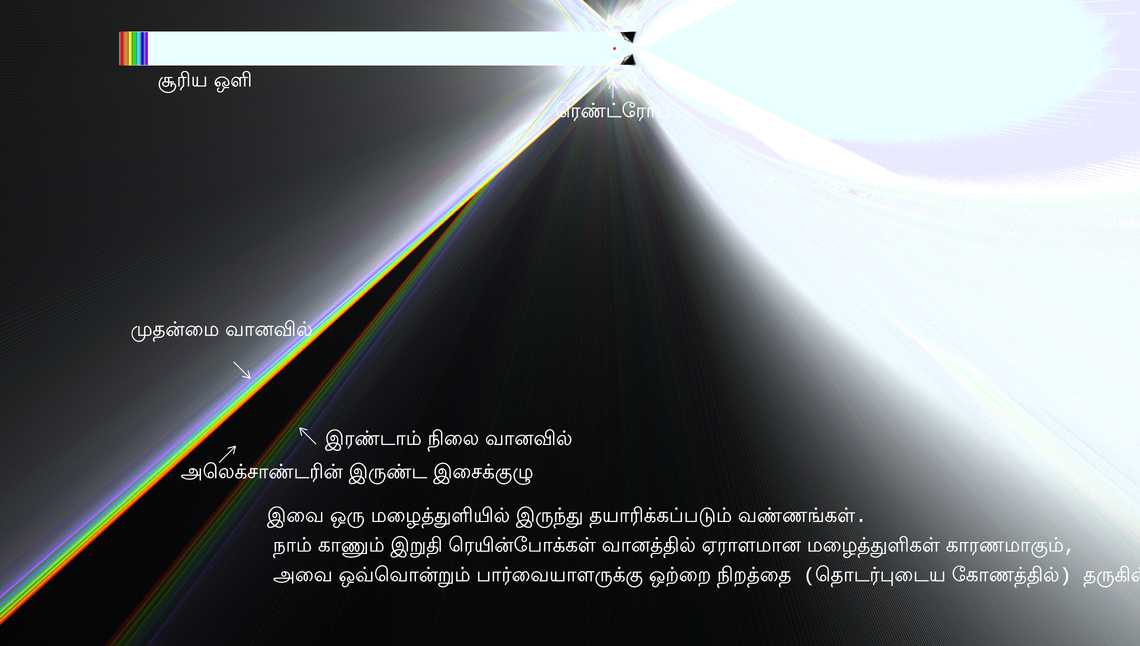 சூரிய ஒளி
முதன்மை வானவில்
இரண்டாம் நிலை வானவில்
அலெக்சாண்டரின் இருண்ட இசைக்குழு
இவை ஒரு மழைத்துளியில் இருந்து தயாரிக்கப்படும் வண்ணங்கள்.
நாம் காணும் இறுதி ரெயின்போக்கள் வானத்தில் ஏராளமான மழைத்துளிகள் காரணமாகும்,
அவை ஒவ்வொன்றும் பார்வையாளருக்கு ஒற்றை நிறத்தை (தொடர்புடைய கோணத்தில்)